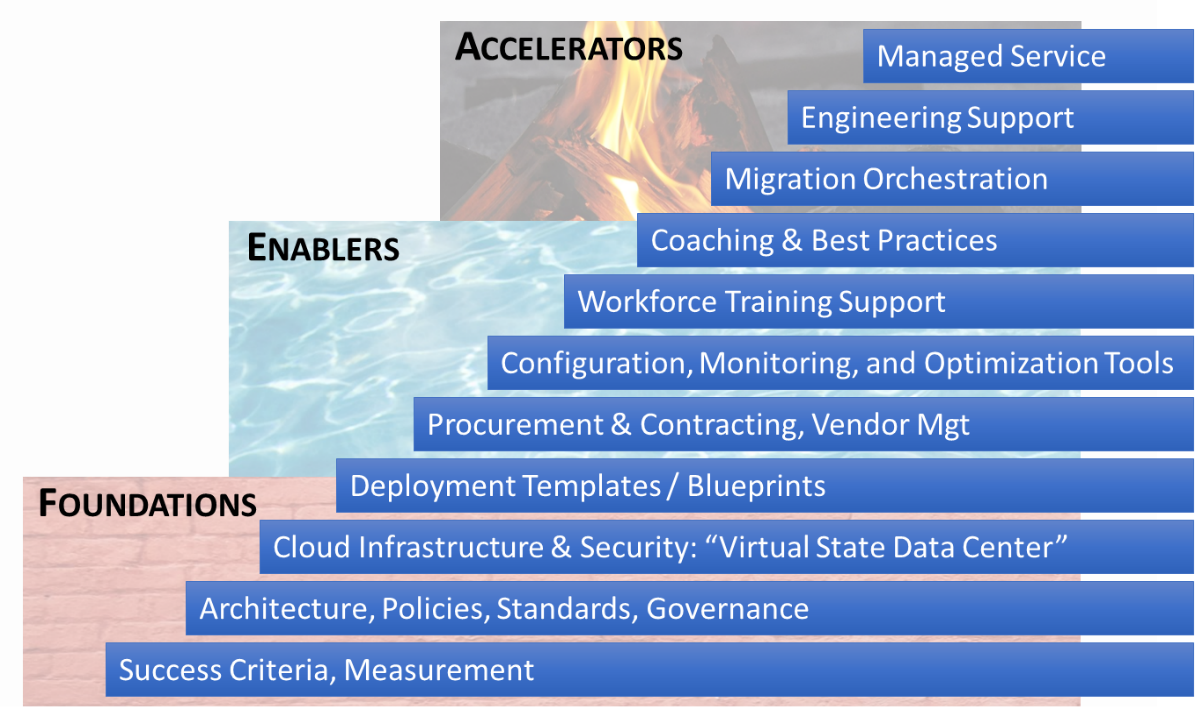 ACCELERATORS
Managed Service
Engineering Support
Migration Orchestration
ENABLERS
Coaching & Best Practices
Workforce Training Support
Configuration, Monitoring, and Optimization Tools
Procurement & Contracting, Vendor Mgt
Deployment Templates / Blueprints
FOUNDATIONS
Cloud Infrastructure & Security: “Virtual State Data Center”
Architecture, Policies, Standards, Governance
Success Criteria, Measurement